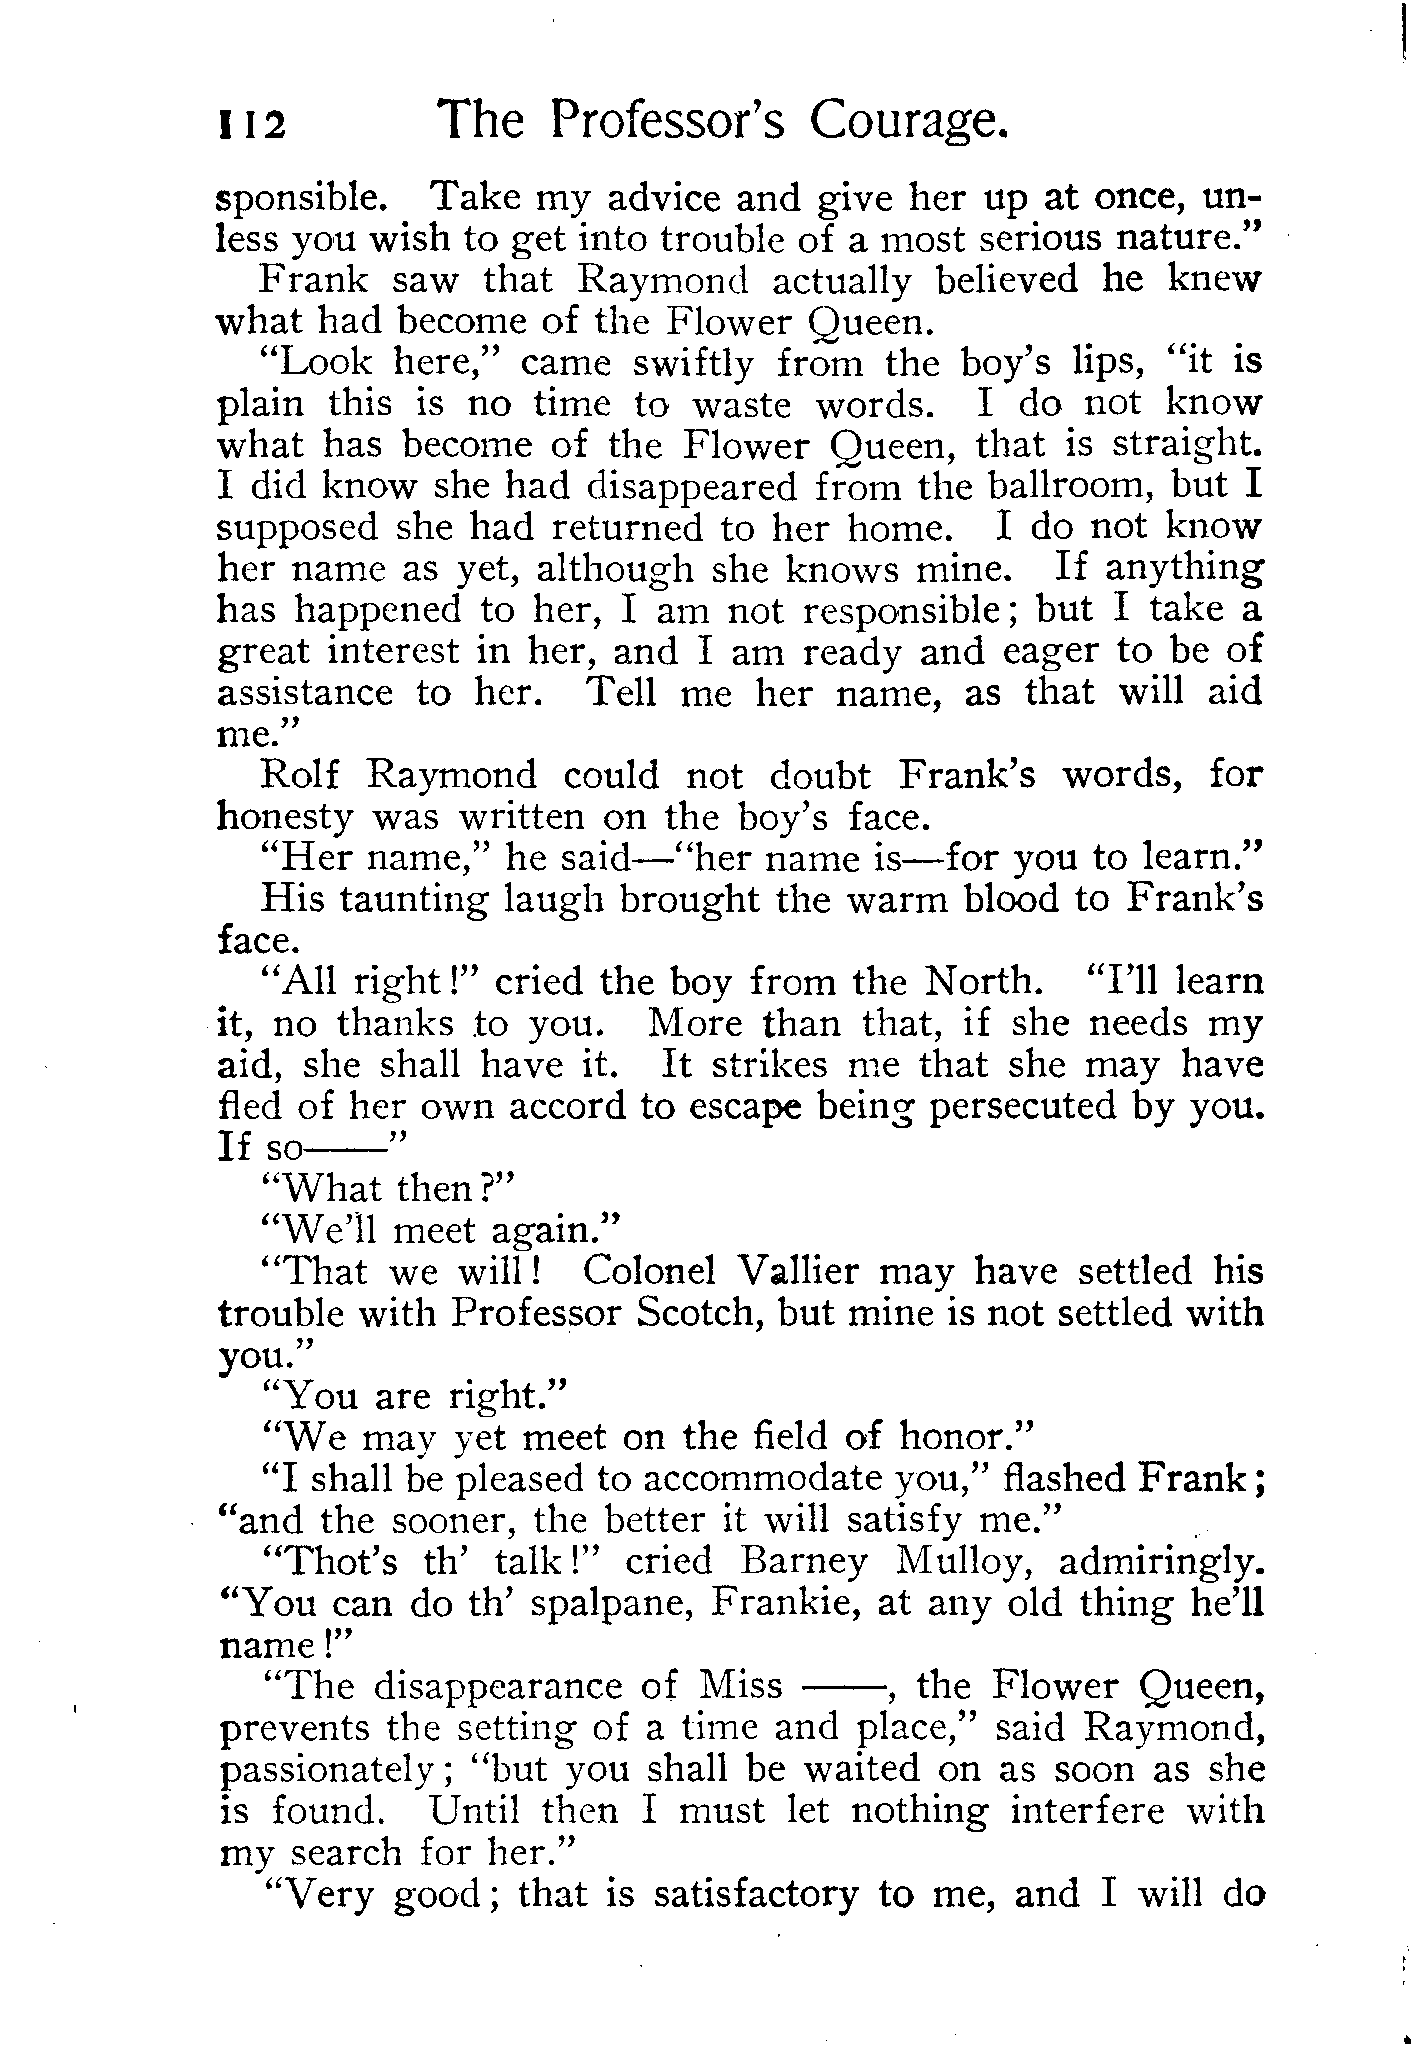 112 The Professor's Courage.
sponsible. Take my advice and give her up at once, un-
less you wish to get into trouble of a most serious nature."
Frank saw that Raymond actually believed he knew
what had become of the Flower Queen.
"Look here," came swiftly from the boy's lips, "it is
plain this is no time to waste words. I do not know
what has become of the Flower Queen, that is straight.
I did know she had disappeared from the ballroom, but I
supposed she had returned to her home. I do not know
her name as yet, although she knows mine. If anything
has happened to her, I am not responsible; but I take a
great interest in her, and I am ready and eager to be of
assistance to her. Tell me her name, as that will aid
me."
Rolf Raymond could not doubt Frank's words, for
honesty was written on the boy's face.
"Her name," he said—"her name is—for you to learn."
His taunting laugh brought the warm blood to Frank's
face.
"All right!" cried the boy from the North. "I'll learn
it, no thanks to you. More than that, if she needs my
aid, she shall have it. It strikes me that she may have
fled of her own accord to escape being persecuted by you.
If so——"
"What then?"
"We'll meet again."
"That we will! Colonel Vallier may have settled his
trouble with Professor Scotch, but mine is not settled with
you."
"You are right."
"We may yet meet on the field of honor."
"I shall be pleased to accommodate you," flashed Frank;
"and the sooner, the better it will satisfy me."
"Thot's th' talk!" cried Barney Mulloy, admiringly.
"You can do th' spalpane, Frankie, at any old thing he'll
name!"
"The disappearance of Miss ——, the Flower Queen,
prevents the setting of a time and place," said Raymond,
passionately; "but you shall be waited on as soon as she
is found. Until then I must let nothing interfere with
my search for her."
"Very good; that is satisfactory to me, and I will do